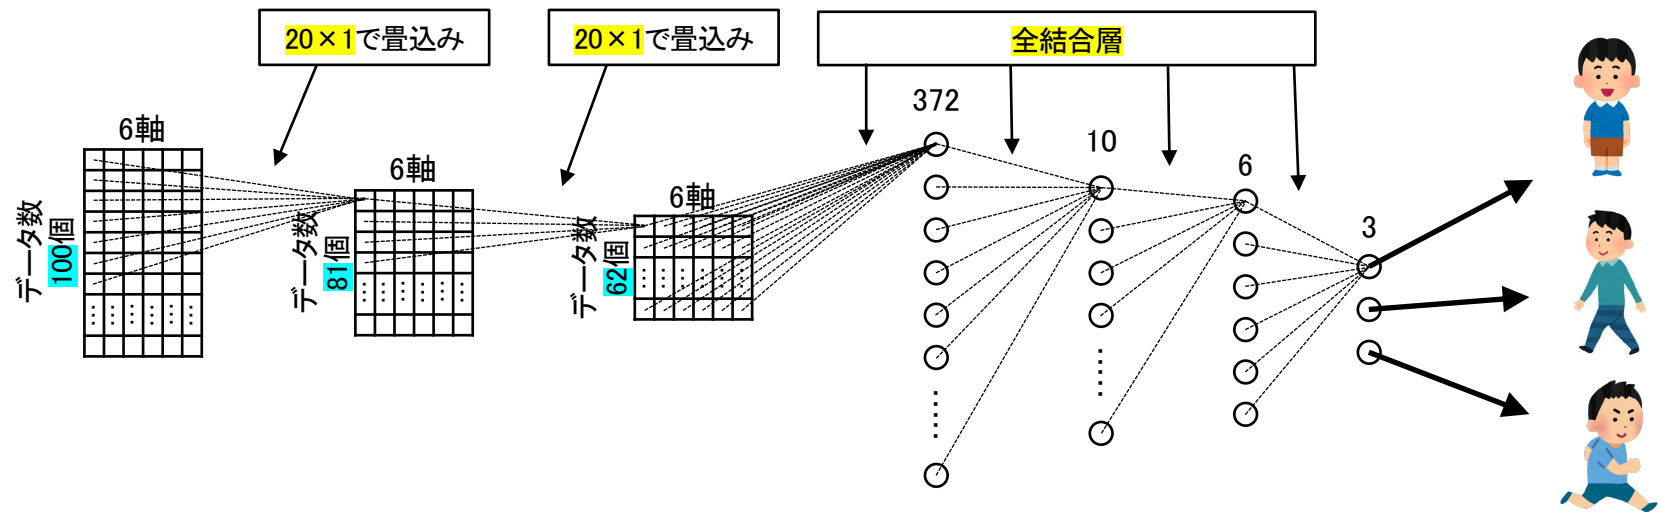 20×1で畳込み
20×1で畳込み
全結合層
6軸
データ数
100個
6軸
データ数
81個
6軸
データ数
62個
372
10
6
3